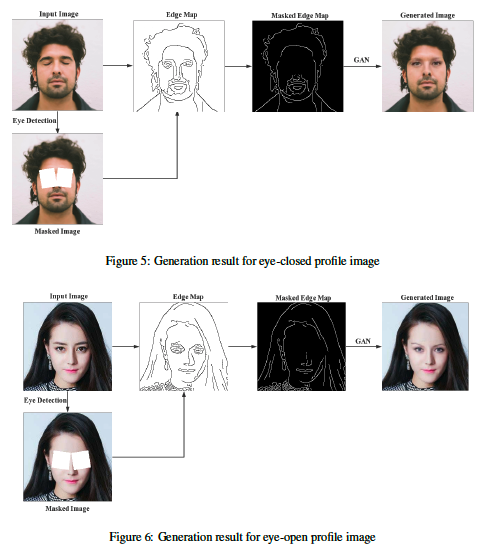 Input Image
Edge Map
Masked Edge Map
Generated Image
GAN
Eye Detection
Masked Image
Figure 5: Generation result for eye-closed profile image
Input Image
Edge Map
Masked Edge Map
Generated Image
GAN
Eye Detection
Masked Image
Figure 6: Generation result for eye-open profile image